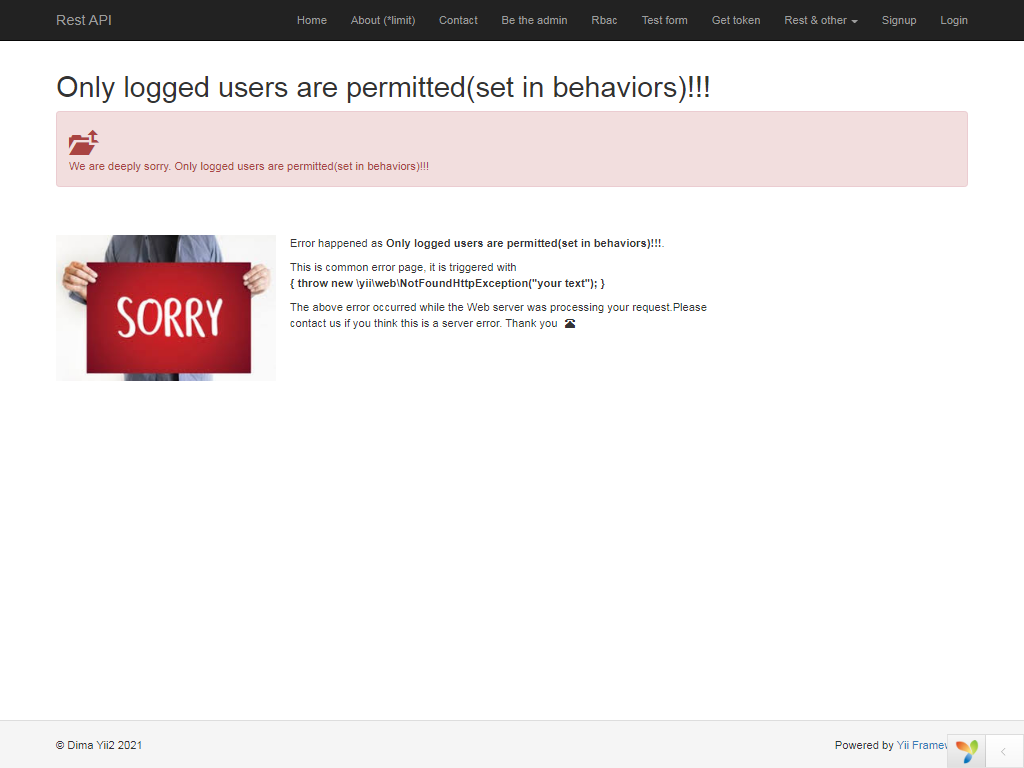 Rest API
Home
About (*limit)
Contact
Be the admin
Rbac
Test form
Get token
Rest & other
Signup
Login
Only logged users are permitted(set in behaviors)!!!
We are deeply sorry. Only logged users are permitted(set in behaviors)!!!
SORRY
Error happened as Only logged users are permitted(set in behaviors)!!!.
This is common error page, it is triggered with
{ throw new \yii\web\NotFoundHttpException("your text"); }
The above error occurred while the Web server was processing your request.Please
contact us if you think this is a server error. Thank you
© Dima Yii2 2021
Powered by Yii